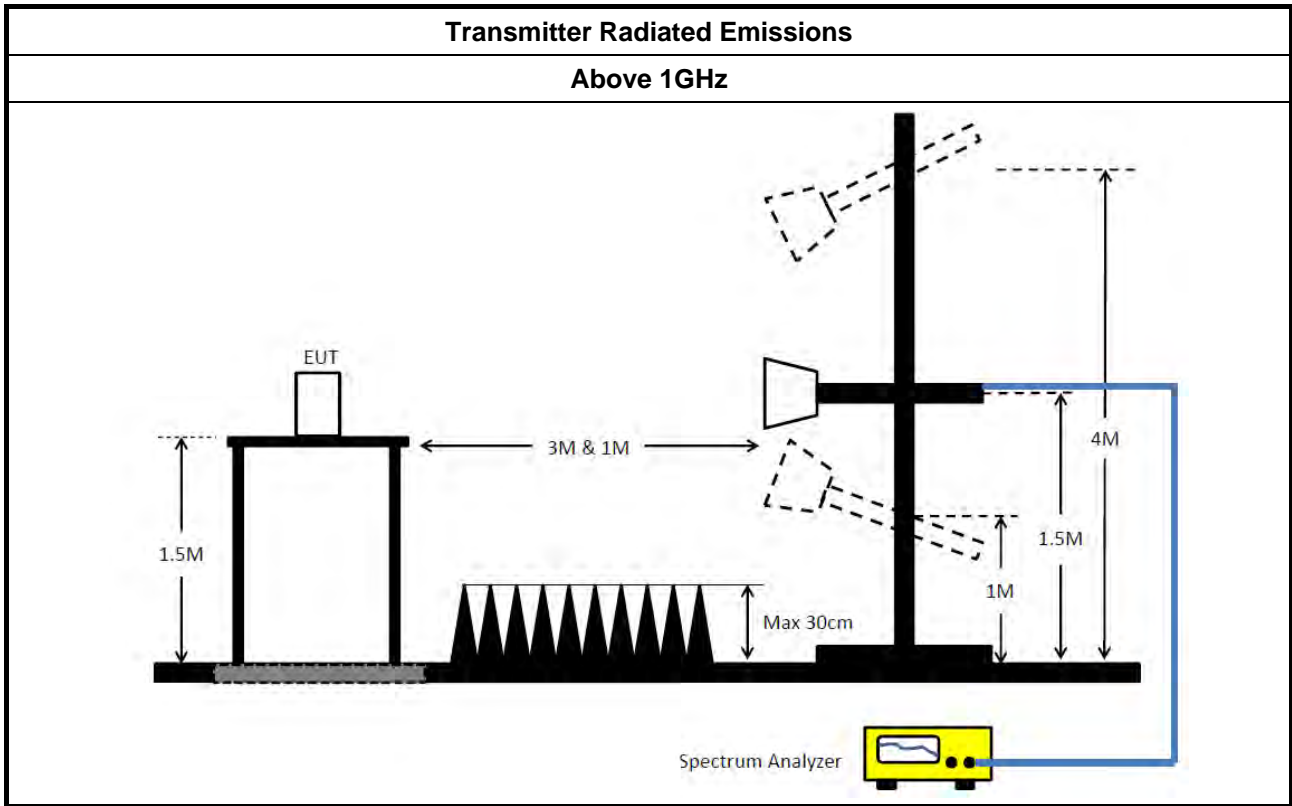 Transmitter Radiated Emissions
Above 1GHz
EUT
3M & 1M
4M
1.5M
1.5M
1M
Max 30cm
Spectrum Analyzer